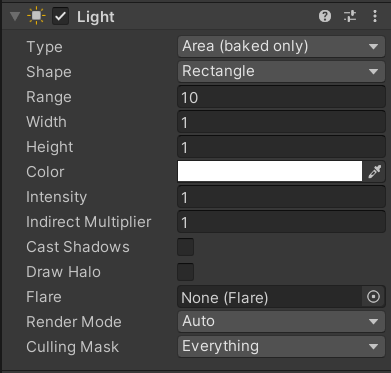 Light
Type Area (baked only)
Shape Rectangle
Range 10
Width 1
Height 1
Color
Intensity 1
Indirect Multiplier 1
Cast Shadows
Draw Halo
Flare None (Flare)
Render Mode Auto
Culling Mask Everything